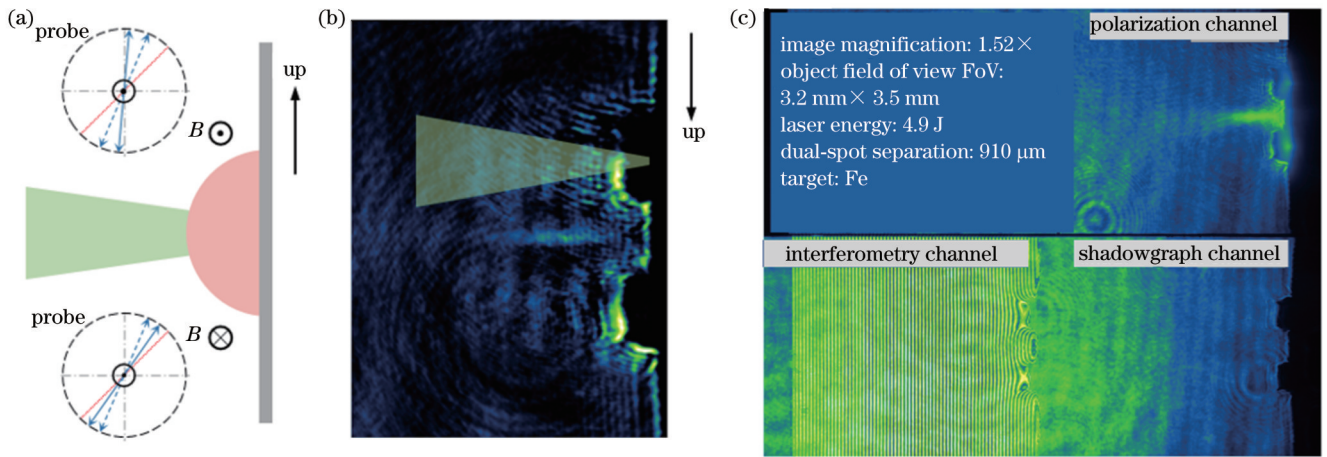 (a)
probe
B
up
probe
B
(b)
up
(c)
polarization channel
image magnification: 1.52×
object field of view FoV:
3.2 mm× 3.5 mm
laser energy: 4.9 J
dual-spot separation: 910 μm
target: Fe
interferometry channel
shadowgraph channel